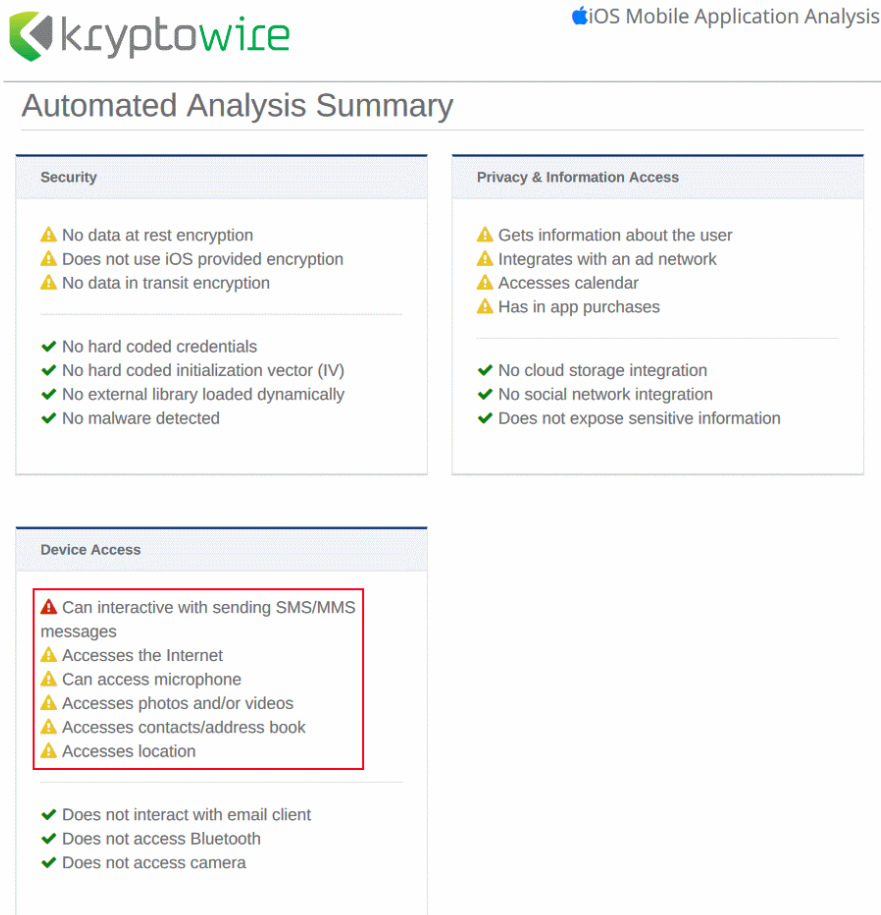 kryptowire
iOS Mobile Application Analysis
Automated Analysis Summary
Security
No data at rest encryption
Does not use iOS provided encryption
No data in transit encryption
No hard coded credentials
No hard coded initialization vector (IV)
No external library loaded dynamically
No malware detected
Privacy & Information Access
Gets information about the user
Integrates with an ad network
Accesses calendar
Has in app purchases
No cloud storage integration
No social network integration
Does not expose sensitive information
Device Access
Can interactive with sending SMS/MMS
messages
Accesses the Internet
Can access microphone
Accesses photos and/or videos
Accesses contacts/address book
Accesses location
Does not interact with email client
Does not access Bluetooth
Does not access camera